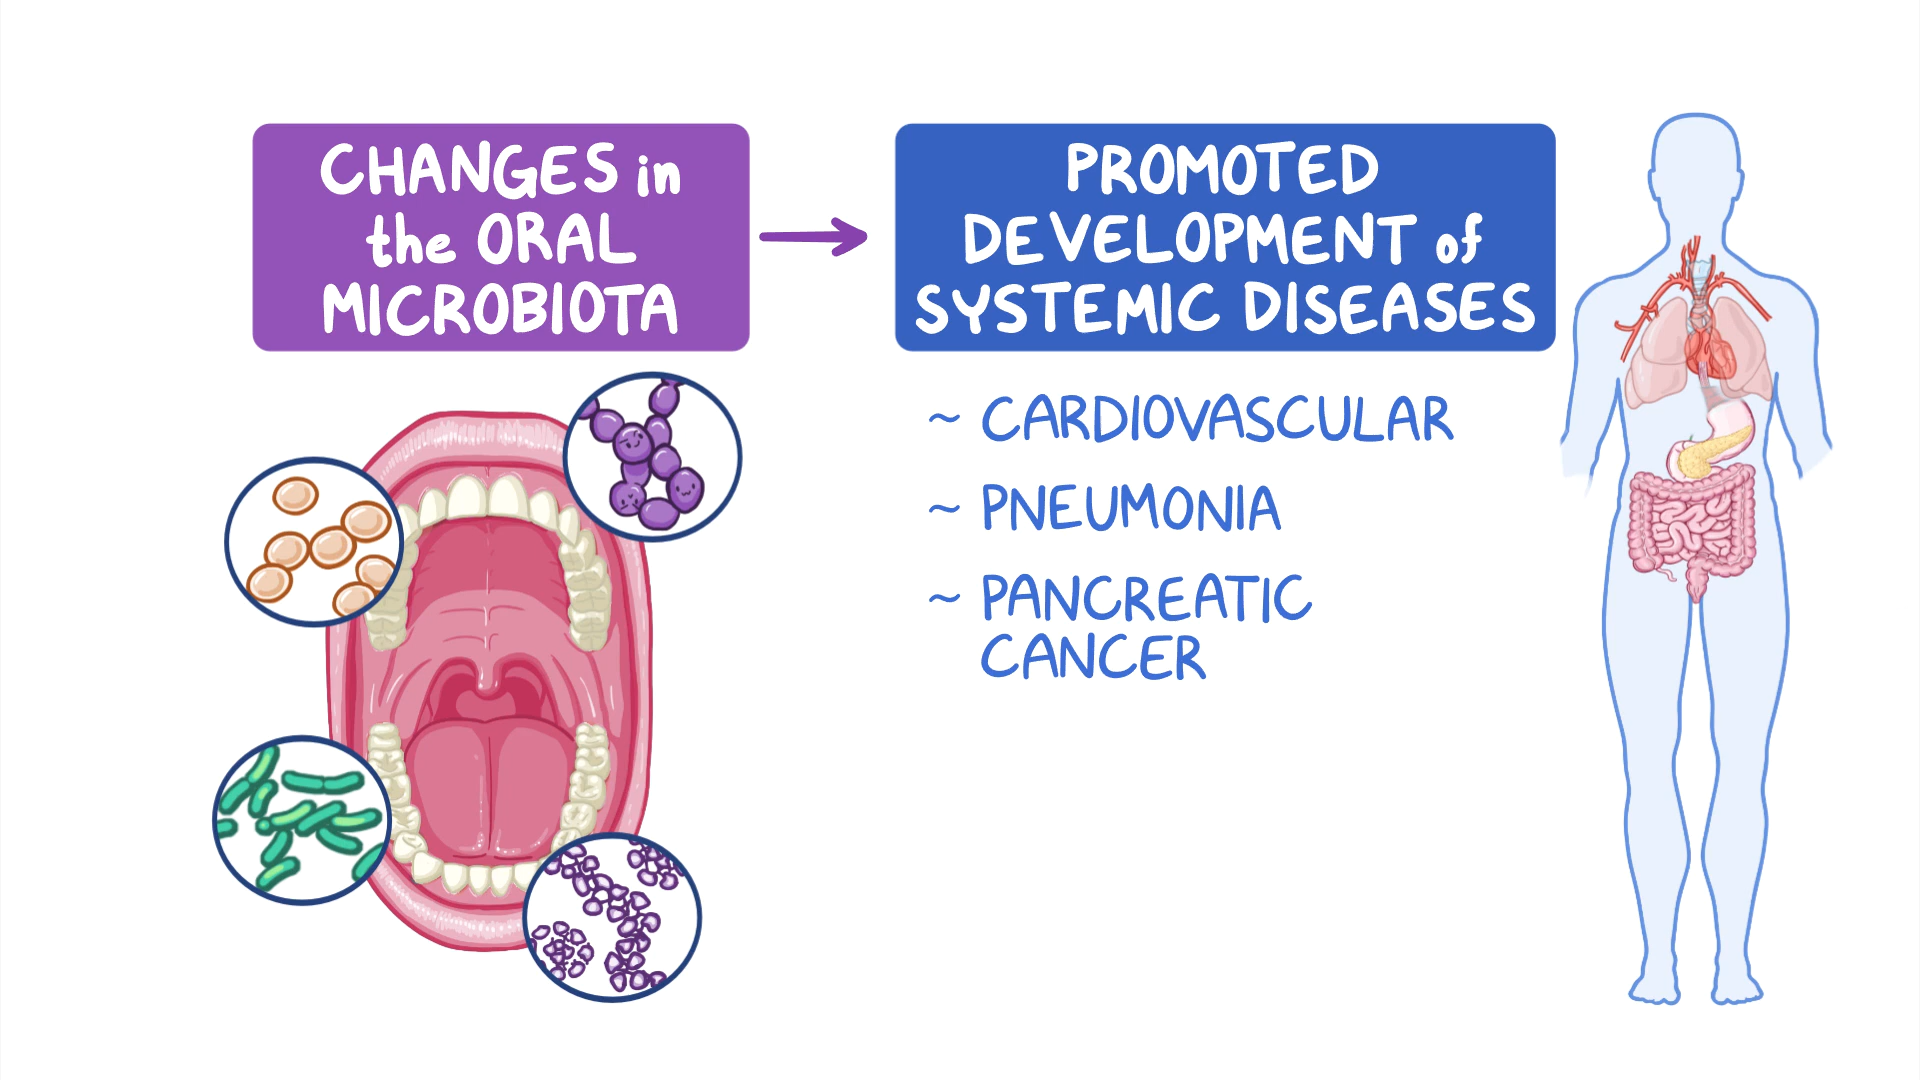 CHANGES in
the ORAL
MICROBIOTA
PROMOTED
DEVELOPMENT of
SYSTEMIC DISEASES
~ CARDIOVASCULAR
~ PNEUMONIA
~ PANCREATIC
CANCER